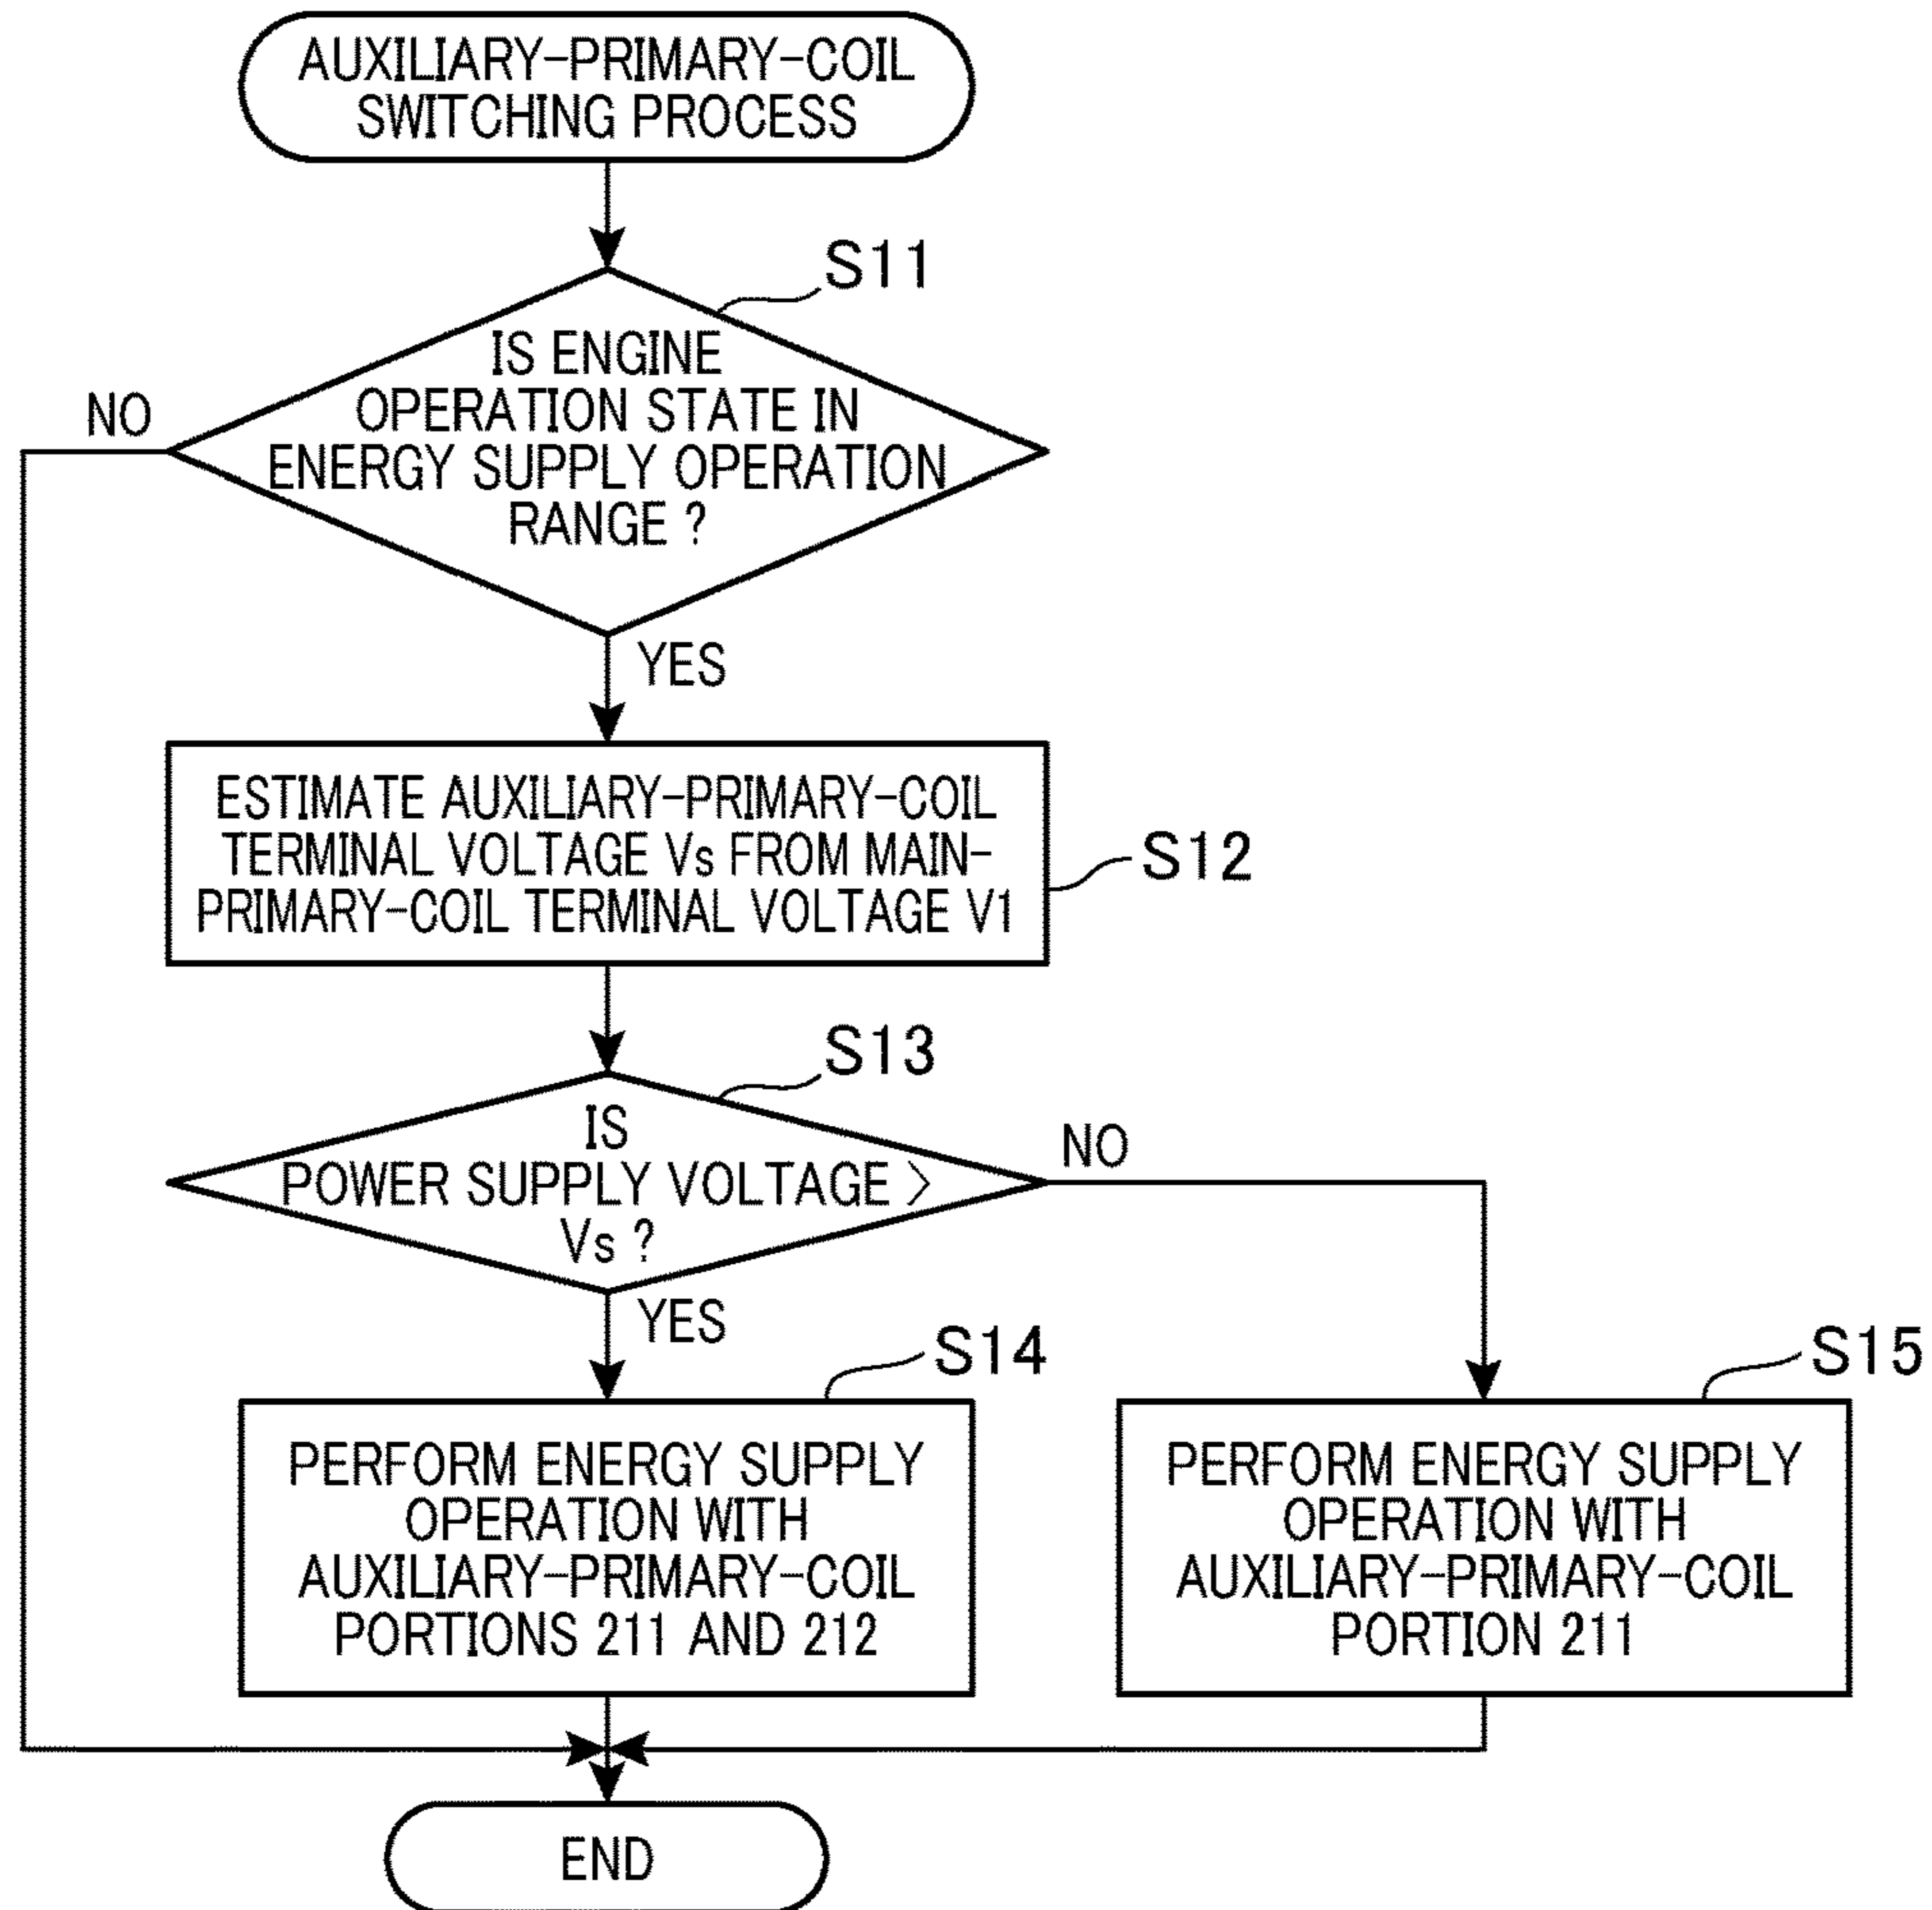 AUXILIARY-PRIMARY-COIL
SWITCHING PROCESS
S11
IS ENGINE
OPERATION STATE IN
ENERGY SUPPLY OPERATION
RANGE ?
NO
YES
ESTIMATE AUXILIARY-PRIMARY-COIL
TERMINAL VOLTAGE Vs FROM MAIN-
PRIMARY-COIL TERMINAL VOLTAGE V1
S12
S13
IS
POWER SUPPLY VOLTAGE >
Vs ?
NO
YES
S14
PERFORM ENERGY SUPPLY
OPERATION WITH
AUXILIARY-PRIMARY-COIL
PORTIONS 211 AND 212
S15
PERFORM ENERGY SUPPLY
OPERATION WITH
AUXILIARY-PRIMARY-COIL
PORTION 211
END